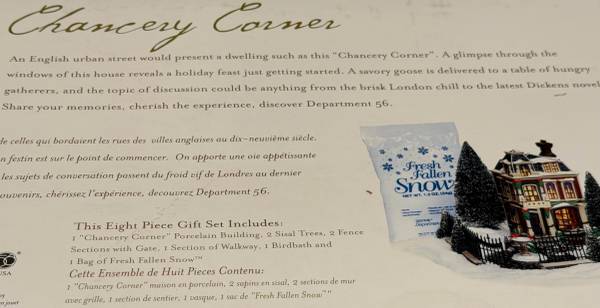 Chancery Corner
An English urban street would present a dwelling such as this "Chancery Corner". A glimpse through the
windows of this house reveals a holiday feast just getting started. A savory goose is delivered to a table of hungry
gatherers, and the topic of discussion could be anything from the brisk London chill to the latest Dickens novel
Share your memories, cherish the experience, discover Department 56.
de celles qui bordaient les rues des villes anglaises au dix-neuvième siècle.
n festin est sur le point de commencer. On apporte une oie appétissante
les sujets de conversation passent du froid vif de Londres au dernier
ouvenirs, chérissez l'expérience, decouvrez Department 56.
Fresh
Fallen
Snow™
This Eight Piece Gift Set Includes:
1 "Chancery Corner" Porcelain Building, 2 Sisal Trees, 2 Fence
Sections with Gate, 1 Section of Walkway, 1 Birdbath and
1 Bag of Fresh Fallen Snow™
Cette Ensemble de Huit Pieces Contenu:
1 "Chancery Corner" maison en porcelain, 2 sapins en sisal, 2 sections de mur
avec grille, 1 section de sentier, 1 vasque, 1 sac de "Fresh Fallen Snow™"
USA